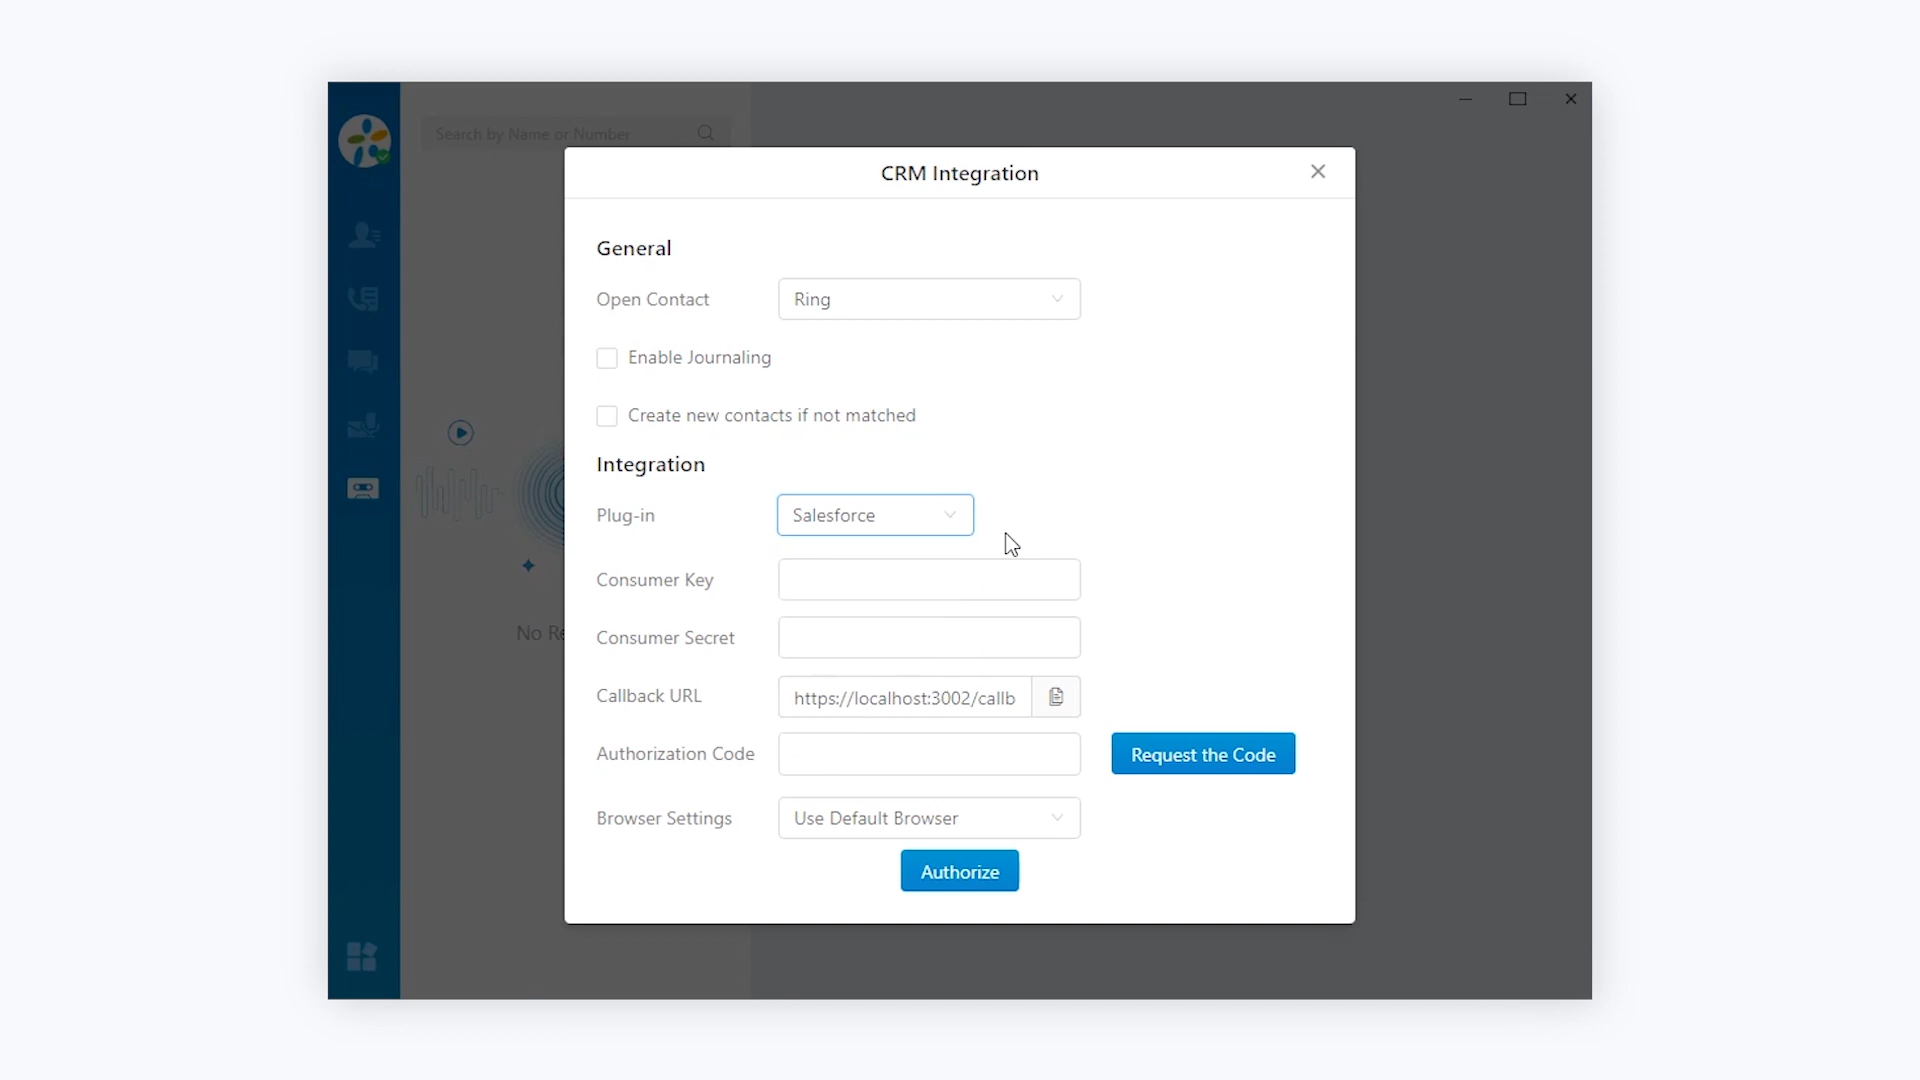 Search by Name or Number
CRM Integration
General
Open Contact
Ring
Enable Journaling
Create new contacts if not matched
Integration
Plug-in
Salesforce
Consumer Key
No Re
Consumer Secret
Callback URL
https://localhost:3002/callb
Authorization Code
Request the Code
Browser Settings
Use Default Browser
Authorize